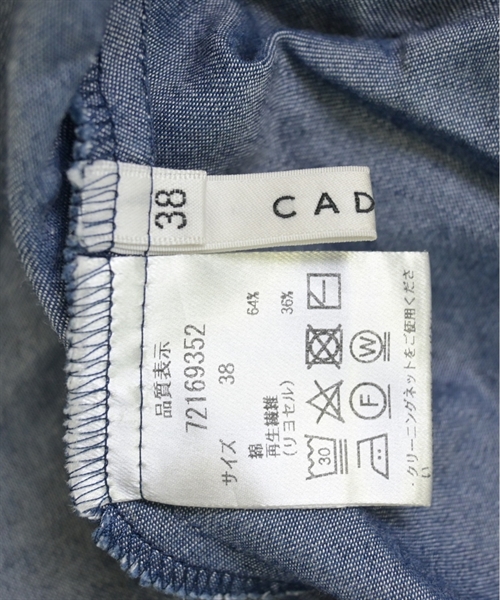 38
CAD
品質表示
72169352
サイズ 38
綿 64%
再生繊維
(リヨセル) 36%
30
F
W
・クリーニングネットをご使用くださ
い